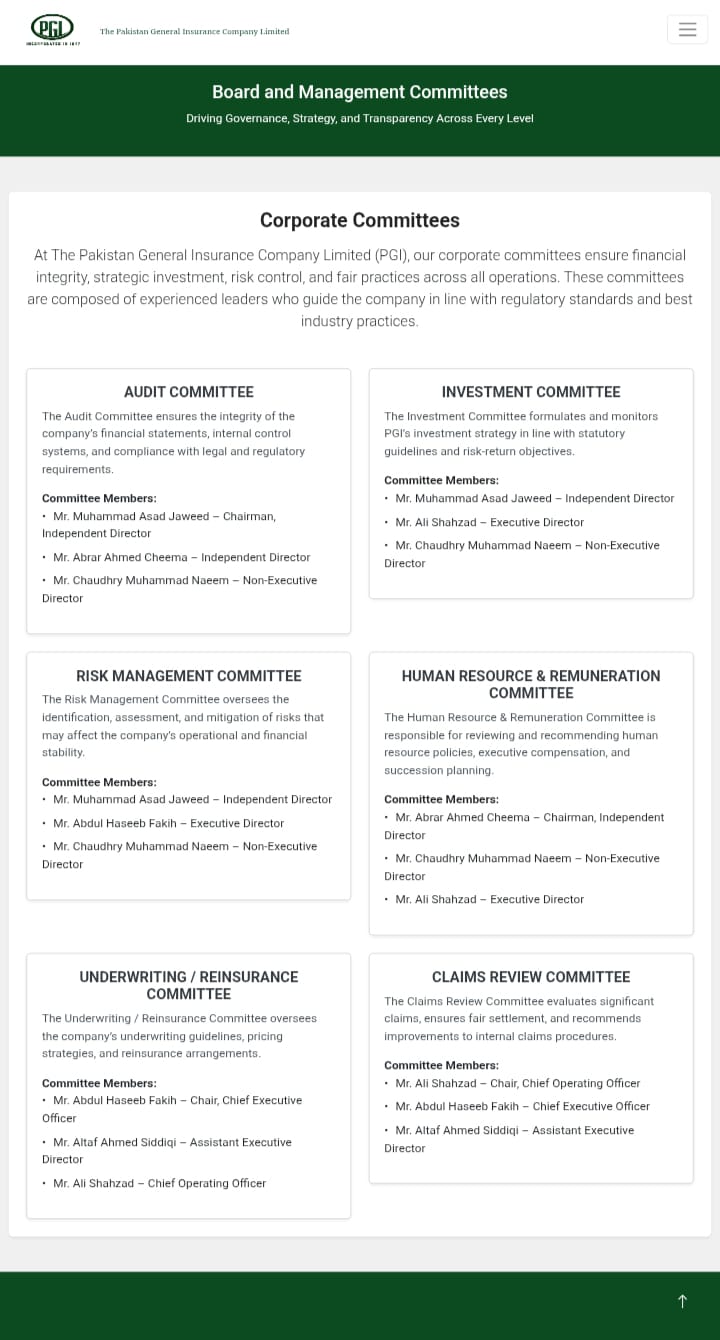 PGI
INCORPORATED IN 1947
The Pakistan General Insurance Company Limited
Board and Management Committees
Driving Governance, Strategy, and Transparency Across Every Level
Corporate Committees
At The Pakistan General Insurance Company Limited (PGI), our corporate committees ensure financial
integrity, strategic investment, risk control, and fair practices across all operations. These committees
are composed of experienced leaders who guide the company in line with regulatory standards and best
industry practices.
AUDIT COMMITTEE
The Audit Committee ensures the integrity of the
company's financial statements, internal control
systems, and compliance with legal and regulatory
requirements.
Committee Members:
• Mr. Muhammad Asad Jaweed – Chairman,
Independent Director
• Mr. Abrar Ahmed Cheema – Independent Director
• Mr. Chaudhry Muhammad Naeem – Non-Executive
Director
INVESTMENT COMMITTEE
The Investment Committee formulates and monitors
PGI's investment strategy in line with statutory
guidelines and risk-return objectives.
Committee Members:
• Mr. Muhammad Asad Jaweed – Independent Director
• Mr. Ali Shahzad – Executive Director
• Mr. Chaudhry Muhammad Naeem – Non-Executive
Director
RISK MANAGEMENT COMMITTEE
The Risk Management Committee oversees the
identification, assessment, and mitigation of risks that
may affect the company's operational and financial
stability.
Committee Members:
• Mr. Muhammad Asad Jaweed – Independent Director
• Mr. Abdul Haseeb Fakih – Executive Director
• Mr. Chaudhry Muhammad Naeem – Non-Executive
Director
HUMAN RESOURCE & REMUNERATION
COMMITTEE
The Human Resource & Remuneration Committee is
responsible for reviewing and recommending human
resource policies, executive compensation, and
succession planning.
Committee Members:
• Mr. Abrar Ahmed Cheema – Chairman, Independent
Director
• Mr. Chaudhry Muhammad Naeem – Non-Executive
Director
• Mr. Ali Shahzad – Executive Director
UNDERWRITING / REINSURANCE
COMMITTEE
The Underwriting / Reinsurance Committee oversees
the company's underwriting guidelines, pricing
strategies, and reinsurance arrangements.
Committee Members:
• Mr. Abdul Haseeb Fakih – Chair, Chief Executive
Officer
• Mr. Altaf Ahmed Siddiqi – Assistant Executive
Director
• Mr. Ali Shahzad – Chief Operating Officer
CLAIMS REVIEW COMMITTEE
The Claims Review Committee evaluates significant
claims, ensures fair settlement, and recommends
improvements to internal claims procedures.
Committee Members:
• Mr. Ali Shahzad – Chair, Chief Operating Officer
• Mr. Abdul Haseeb Fakih – Chief Executive Officer
• Mr. Altaf Ahmed Siddiqi – Assistant Executive
Director